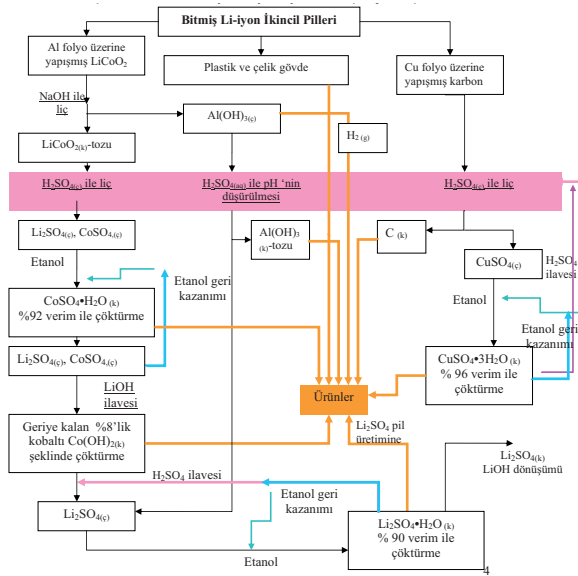 Bitmiş Li-iyon İkincil Pilleri
Al folyo üzerine
yapışmış LiCoO2
Plastik ve çelik gövde
Cu folyo üzerine
yapışmış karbon
NaOH ile
liç
Al(OH)3(ç)
H2 (g)
LiCoO2(k)-tozu
H2SO4(ç) ile liç
H2SO4(aq) ile pH ‘nin
düşürülmesi
H2SO4(ç) ile liç
Li2SO4(ç), CoSO4,(ç)
Al(OH)3
(k)-tozu
C (k)
CuSO4(ç)
H2SO4
ilavesi
Etanol
Etanol geri
kazanımı
Etanol
Etanol geri
kazanımı
CoSO4•H2O (k)
%92 verim ile
çöktürme
Li2SO4(ç), CoSO4,(ç)
CuSO4•3H2O (k)
% 96 verim ile
çöktürme
LiOH
ilavesi
Ürünler
Li2SO4 pil
üretimine
Geriye kalan %8’lik
kobaltı Co(OH)2(k)
şeklinde çöktürme
Li2SO4(k)
LiOH dönüşümü
H2SO4 ilavesi
Etanol geri
kazanımı
Li2SO4(ç)
Li2SO4•H2O (k)
% 90 verim ile
çöktürme
Etanol
4